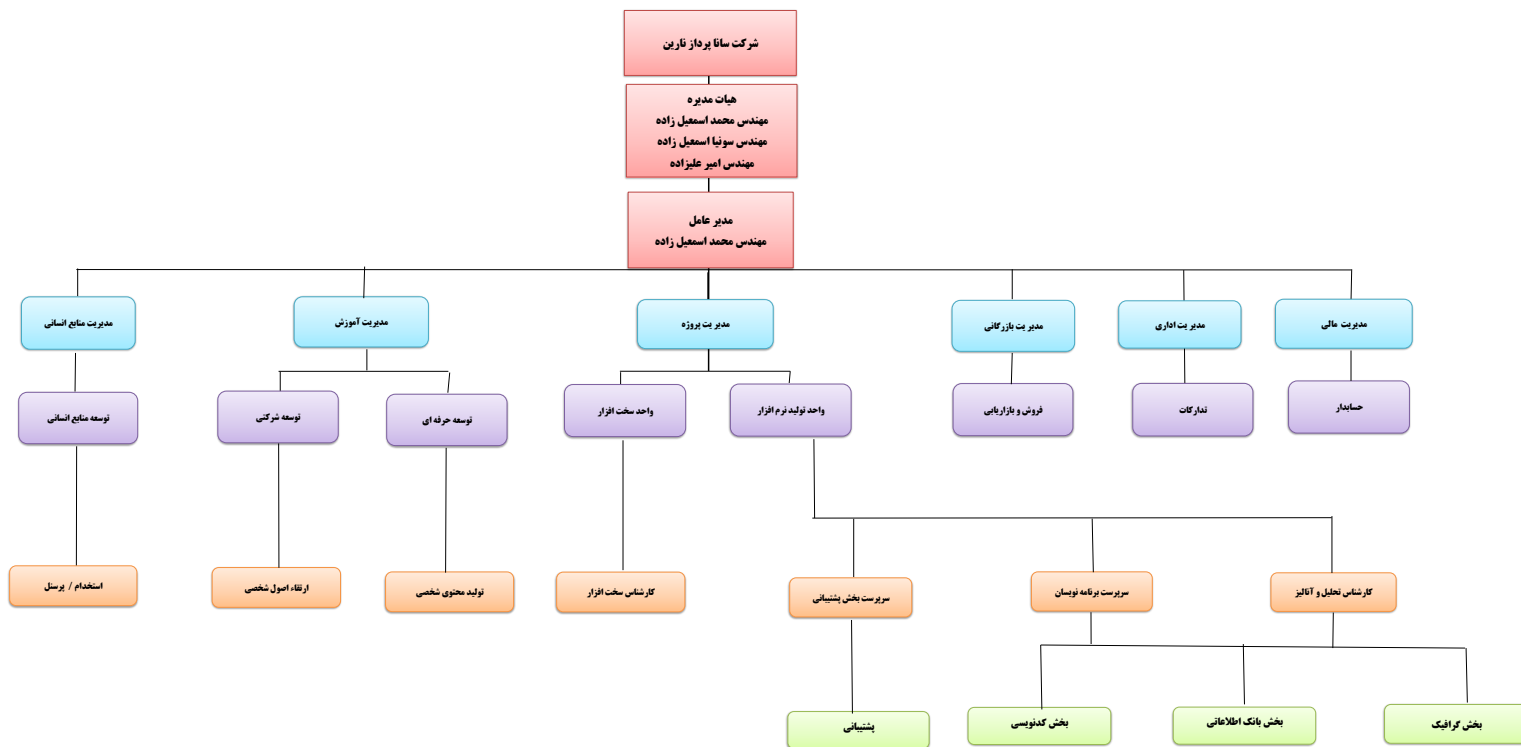 شرکت سانا پرداز نارین
هیات مدیره
مهندس محمد اسمعیل زاده
مهندس سونیا اسمعیل زاده
مهندس امیر علیزاده
مدیر عامل
مهندس محمد اسمعیل زاده
مدیریت مالی
مدیریت اداری
مدیریت بازرگانی
مدیریت پروژه
مدیریت آموزش
مدیریت منابع انسانی
حسابدار
تدارکات
فروش و بازاریابی
واحد تولید نرم افزار
واحد سخت افزار
توسعه حرفه ای
توسعه شرکتی
توسعه منابع انسانی
کارشناس تحلیل و آنالیز
سرپرست برنامه نویسان
سرپرست بخش پشتیبانی
کارشناس سخت افزار
تولید محتوی شخصی
ارتقاء اصول شخصی
استخدام / پرسنل
بخش گرافیک
بخش بانک اطلاعاتی
بخش کدنویسی
پشتیبانی